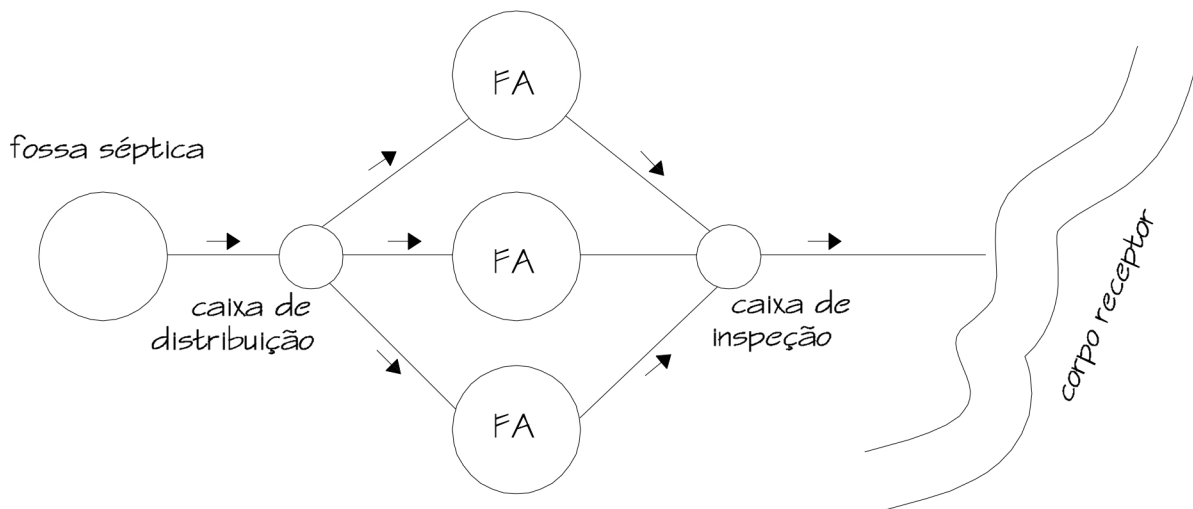 FA
fossa séptica
FA
caixa de
distribuição
caixa de
inspeção
corpo receptor
FA